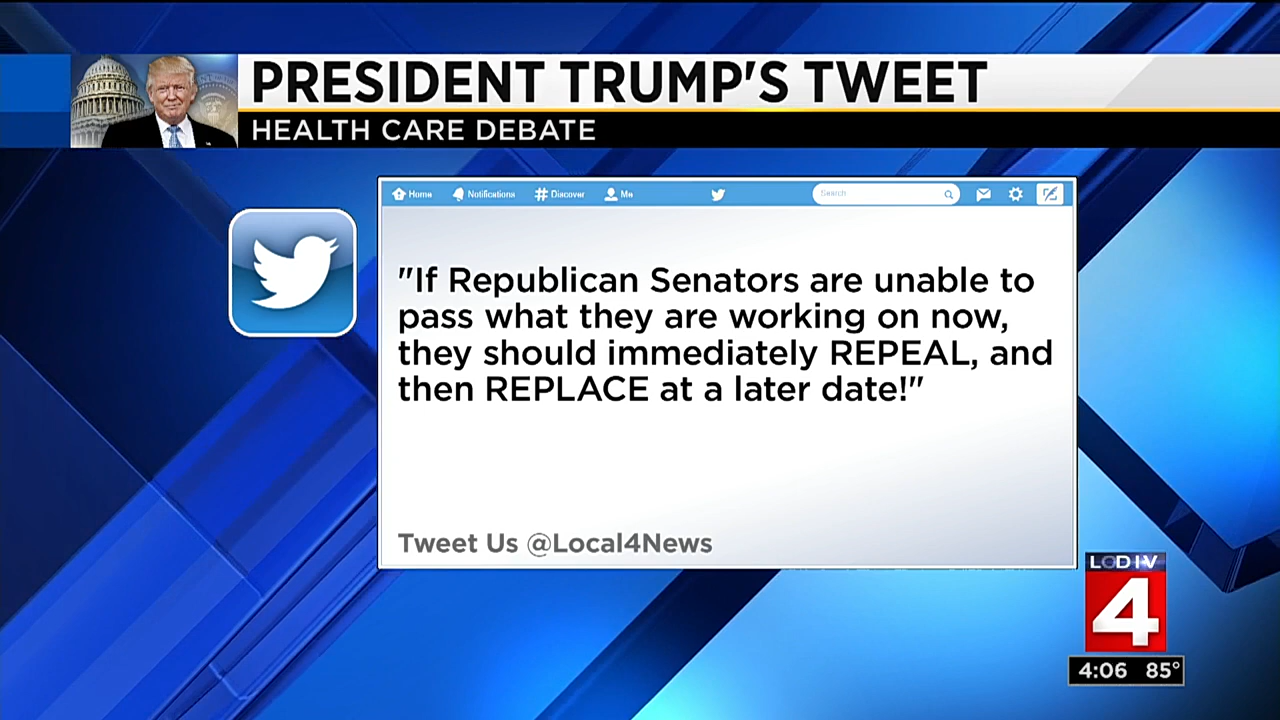 PRESIDENT TRUMP'S TWEET
HEALTH CARE DEBATE
Home Notifications Discover Me Search
"If Republican Senators are unable to
pass what they are working on now,
they should immediately REPEAL, and
then REPLACE at a later date!"
Tweet Us @Local4News
4
4:06 85°